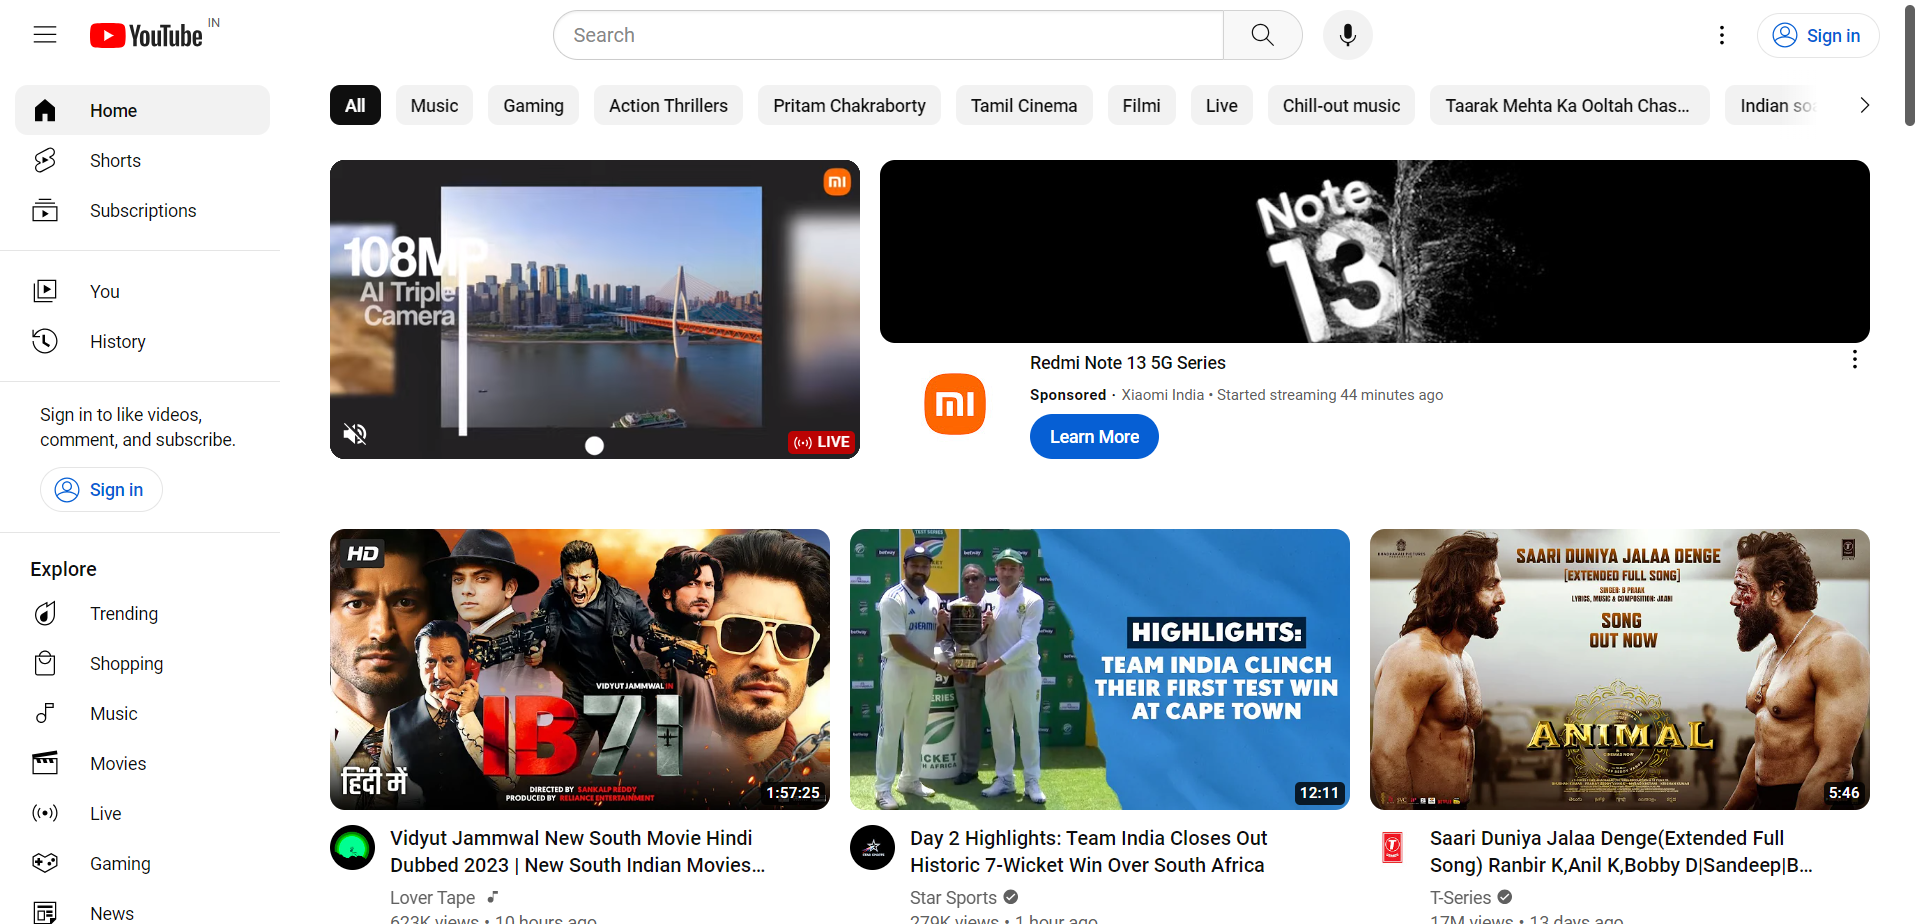 YouTube IN
Search
Sign in
Home
Shorts
Subscriptions
You
History
Sign in to like videos,
comment, and subscribe.
Sign in
Explore
Trending
Shopping
Music
Movies
Live
Gaming
News
All
Music
Gaming
Action Thrillers
Pritam Chakraborty
Tamil Cinema
Filmi
Live
Chill-out music
Taarak Mehta Ka Ooltah Chas...
Indian
108MP
AI Triple
Camera
LIVE
Note
13
Redmi Note 13 5G Series
Sponsored · Xiaomi India • Started streaming 44 minutes ago
Learn More
HD
VIDYUT JAMMWAL IN
IB71
हिंदी में
DIRECTED BY SANKALP REDDY
PRODUCED BY RELIANCE ENTERTAINMENT
1:57:25
Vidyut Jammwal New South Movie Hindi
Dubbed 2023 | New South Indian Movies...
Lover Tape
623K views • 10 hours ago
HIGHLIGHTS:
TEAM INDIA CLINCH
THEIR FIRST TEST WIN
AT CAPE TOWN
12:11
Day 2 Highlights: Team India Closes Out
Historic 7-Wicket Win Over South Africa
Star Sports
279K views • 1 hour ago
SAARI DUNIYA JALAA DENGE
[EXTENDED FULL SONG]
SINGER: B PRAAK
LYRICS, MUSIC & COMPOSITION: JAANI
SONG
OUT NOW
ANIMAL
5:46
Saari Duniya Jalaa Denge(Extended Full
Song) Ranbir K,Anil K,Bobby D|Sandeep|B...
T-Series
17M views • 13 days ago